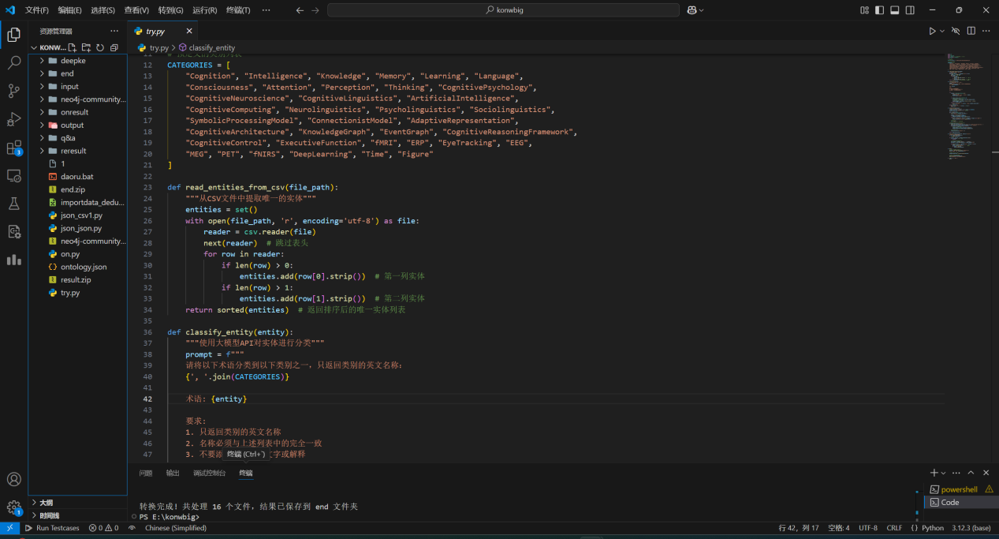 文件(F) 编辑(E) 选择(S) 查看(V) 转到(G) 运行(R) 终端(T) ··· konwbig
资源管理器 ···
try.py
KONW...
try.py > classify_entity
deepke
end
input
neo4j-community...
onresult
output
q&a
reresult
1
daoru.bat
end.zip
importdata_dedu...
json_csv1.py
json_json.py
neo4j-community...
on.py
ontology.json
result.zip
try.py
大纲
时间线
11
12 CATEGORIES = [
13 "Cognition", "Intelligence", "Knowledge", "Memory", "Learning", "Language",
14 "Consciousness", "Attention", "Perception", "Thinking", "CognitivePsychology",
15 "CognitiveNeuroscience", "CognitiveLinguistics", "ArtificialIntelligence",
16 "CognitiveComputing", "Neurolinguistics", "Psycholinguistics", "Sociolinguistics",
17 "SymbolicProcessingModel", "ConnectionistModel", "AdaptiveRepresentation",
18 "CognitiveArchitecture", "KnowledgeGraph", "EventGraph", "CognitiveReasoningFramework",
19 "CognitiveControl", "ExecutiveFunction", "fMRI", "ERP", "EyeTracking", "EEG",
20 "MEG", "PET", "fNIRS", "DeepLearning", "Time", "Figure"
21 ]
22
23 def read_entities_from_csv(file_path):
24 """从CSV文件中提取唯一的实体"""
25 entities = set()
26 with open(file_path, 'r', encoding='utf-8') as file:
27 reader = csv.reader(file)
28 next(reader) # 跳过表头
29 for row in reader:
30 if len(row) > 0:
31 entities.add(row[0].strip()) # 第一列实体
32 if len(row) > 1:
33 entities.add(row[1].strip()) # 第二列实体
34 return sorted(entities) # 返回排序后的唯一实体列表
35
36 def classify_entity(entity):
37 """使用大模型API对实体进行分类"""
38 prompt = f"""
39 请将以下术语分类到以下类别之一，只返回类别的英文名称：
40 {', '.join(CATEGORIES)}
41
42 术语: {entity}
43
44 要求:
45 1. 只返回类别的英文名称
46 2. 名称必须与上述列表中的完全一致
47 3. 不要添 终端 (Ctrl+`) 字或解释
问题 输出 调试控制台 终端
转换完成! 共处理 16 个文件, 结果已保存到 end 文件夹
PS E:\konwbig>
powershell
Code
3
1
Run Testcases 0 0 Chinese (Simplified) 行 42，列 17 空格: 4 UTF-8 CRLF {} Python 3.12.3 (base)